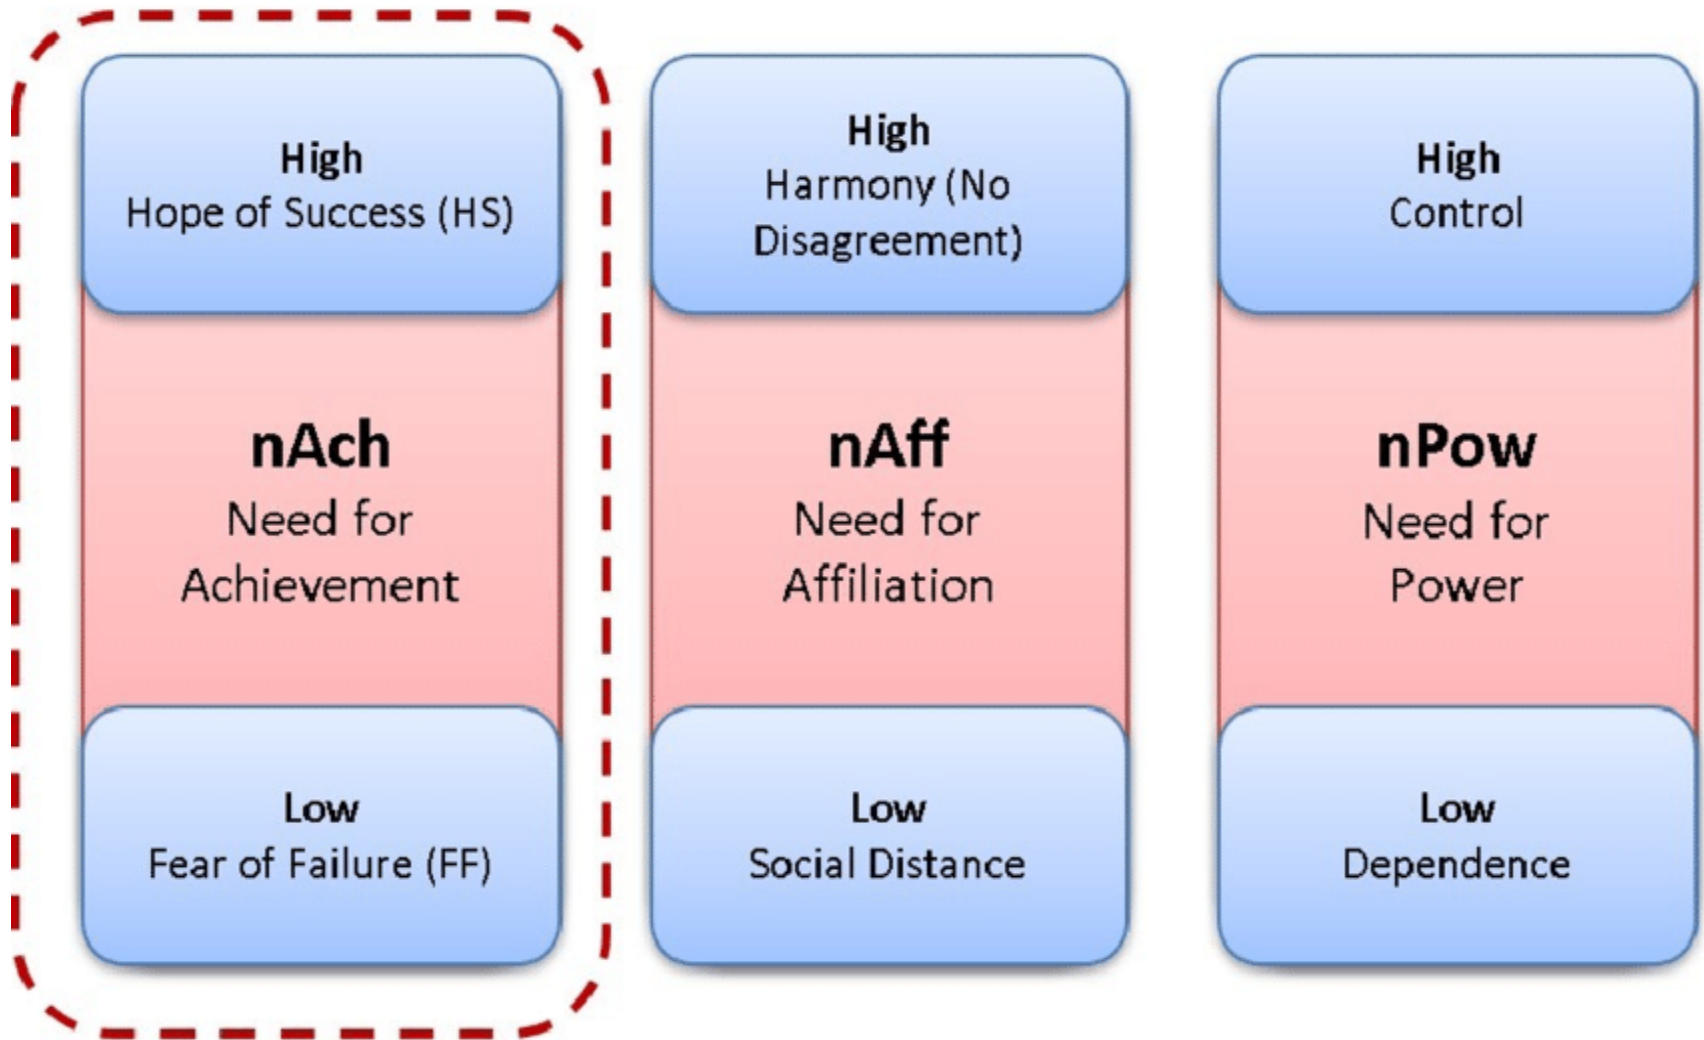 High
Hope of Success (HS)
nAch
Need for
Achievement
Low
Fear of Failure (FF)
High
Harmony (No
Disagreement)
nAff
Need for
Affiliation
Low
Social Distance
High
Control
nPow
Need for
Power
Low
Dependence